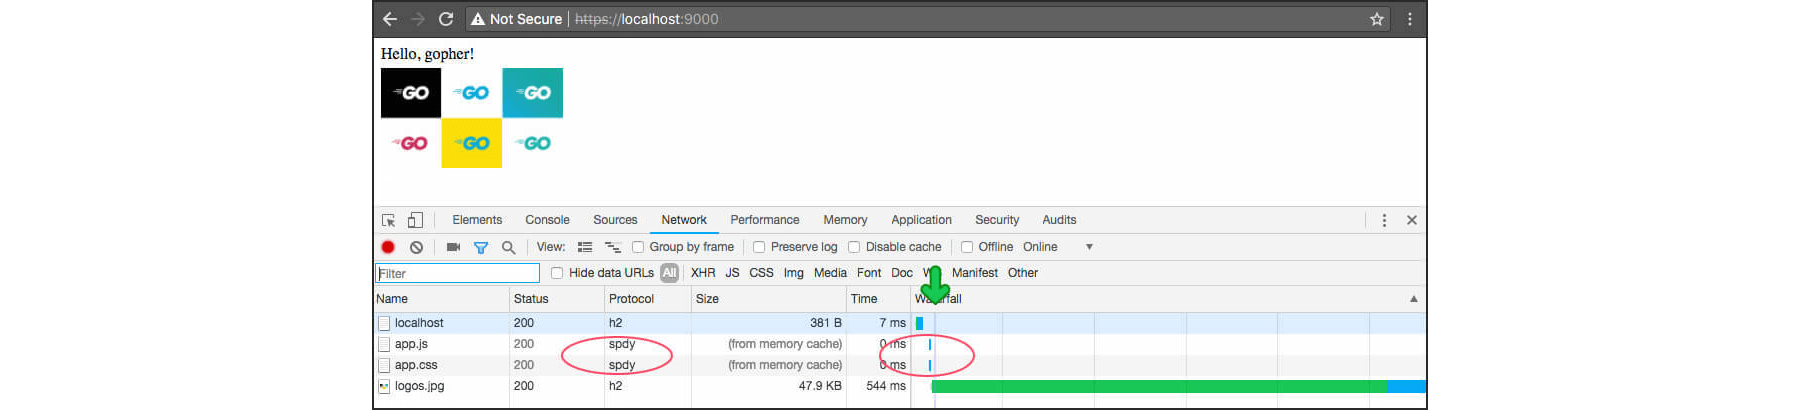 Not Secure | https://localhost:9000
Hello, gopher!
GO GO GO
GO GO GO
Elements Console Sources Network Performance Memory Application Security Audits
View: Group by frame Preserve log Disable cache Offline Online
Filter Hide data URLs All XHR JS CSS Img Media Font Doc Manifest Other
Name Status Protocol Size Time Waterfall
localhost 200 h2 381 B 7 ms
app.js 200 spdy (from memory cache) 0 ms
app.css 200 spdy (from memory cache) 0 ms
logos.jpg 200 h2 47.9 KB 544 ms